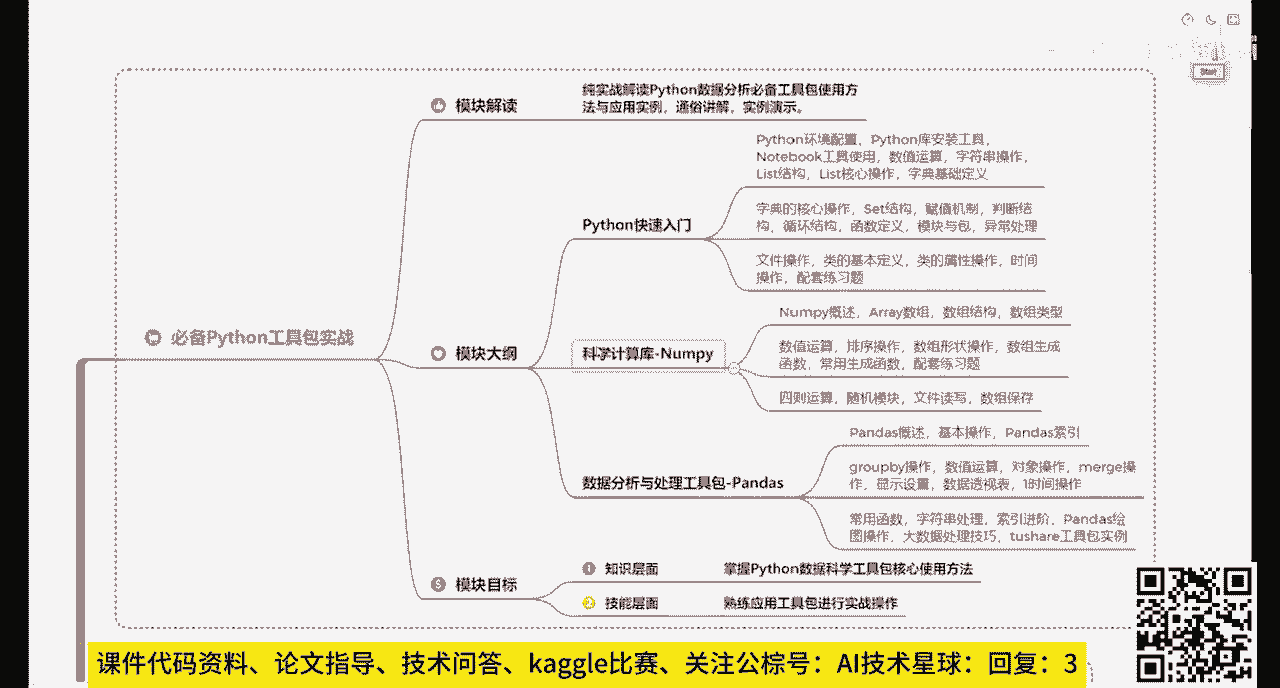 Start
模块解读
纯实战解读Python数据分析必备工具包使用方
法与应用实例，通俗讲解，实例演示。
Python环境配置，Python库安装工具，
Notebook工具使用，数值运算，字符串操作，
List结构，List核心操作，字典基础定义
Python快速入门
字典的核心操作，Set结构，赋值机制，判断结
构，循环结构，函数定义，模块与包，异常处理
文件操作，类的基本定义，类的属性操作，时间
操作，配套练习题
必备Python工具包实战
模块大纲
科学计算库-Numpy
Numpy概述，Array数组，数组结构，数组类型
数值运算，排序操作，数组形状操作，数组生成
函数，常用生成函数，配套练习题
四则运算，随机模块，文件读写，数组保存
数据分析与处理工具包-Pandas
Pandas概述，基本操作，Pandas索引
groupby操作，数值运算，对象操作，merge操
作，显示设置，数据透视表，1时间操作
常用函数，字符串处理，索引进阶，Pandas绘
图操作，大数据处理技巧，tushare工具包实例
模块目标
知识层面
掌握Python数据科学工具包核心使用方法
技能层面
熟练应用工具包进行实战操作
课件代码资料、论文指导、技术问答、kaggle比赛、关注公棕号：AI技术星球：回复：3